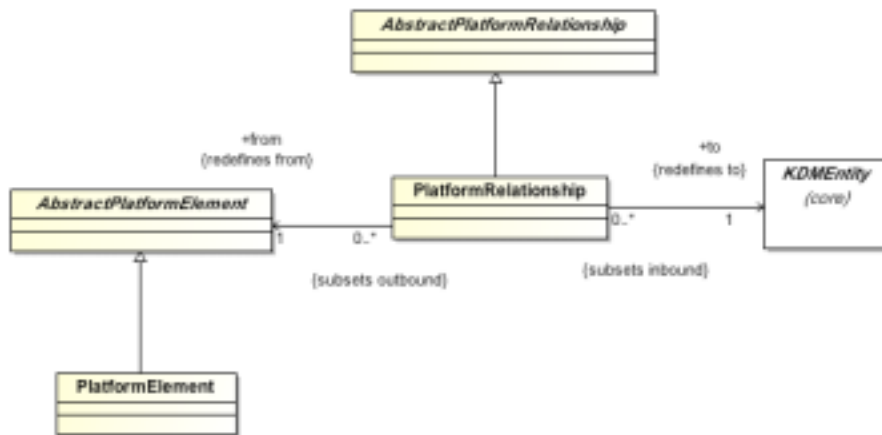 AbstractPlatformRelationship
+from
{redefines from}
+to
{redefines to}
KDMEntity
(core)
AbstractPlatformElement
PlatformRelationship
1
0..*
0..*
1
{subsets outbound}
{subsets inbound}
PlatformElement